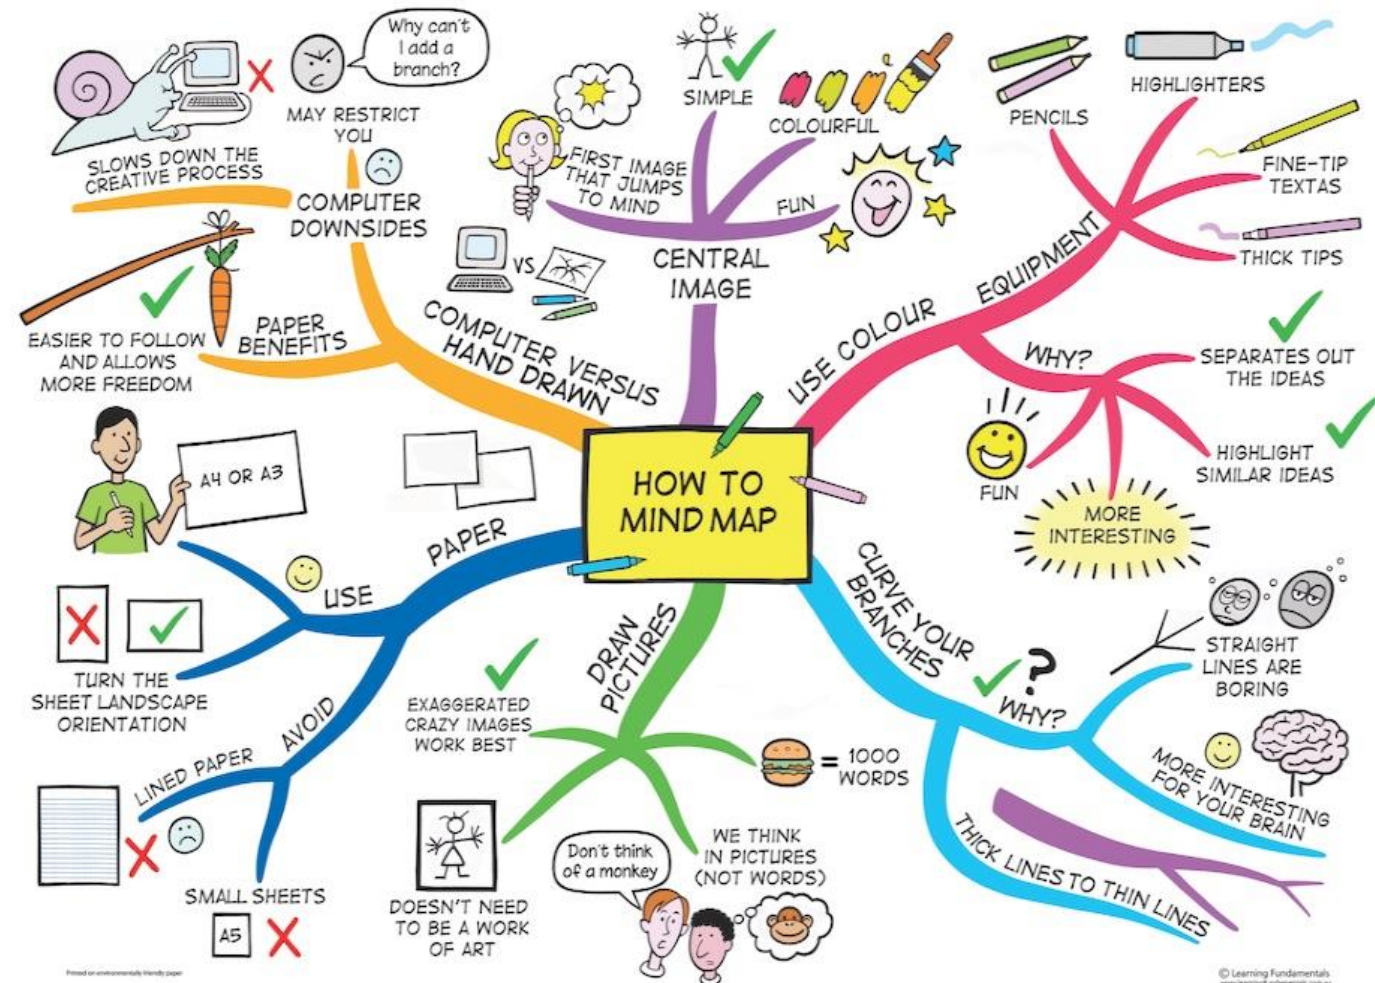 HOW TO
MIND MAP
CENTRAL
IMAGE
FIRST IMAGE
THAT JUMPS
TO MIND
SIMPLE
COLOURFUL
FUN
USE COLOUR
EQUIPMENT
PENCILS
HIGHLIGHTERS
FINE-TIP
TEXTAS
THICK TIPS
WHY?
SEPARATES OUT
THE IDEAS
HIGHLIGHT
SIMILAR IDEAS
MORE
INTERESTING
FUN
CURVE YOUR
BRANCHES
?
WHY?
STRAIGHT
LINES ARE
BORING
MORE INTERESTING
FOR YOUR BRAIN
THICK LINES TO THIN LINES
DRAW
PICTURES
= 1000
WORDS
WE THINK
IN PICTURES
(NOT WORDS)
Don't think
of a monkey
DOESN'T NEED
TO BE A WORK
OF ART
EXAGGERATED
CRAZY IMAGES
WORK BEST
PAPER
USE
A4 OR A3
TURN THE
SHEET LANDSCAPE
ORIENTATION
AVOID
LINED PAPER
SMALL SHEETS
A5
COMPUTER VERSUS
HAND DRAWN
VS
PAPER
BENEFITS
EASIER TO FOLLOW
AND ALLOWS
MORE FREEDOM
COMPUTER
DOWNSIDES
SLOWS DOWN THE
CREATIVE PROCESS
MAY RESTRICT
YOU
Why can't
I add a
branch?
Printed on environmentally friendly paper
© Learning Fundamentals